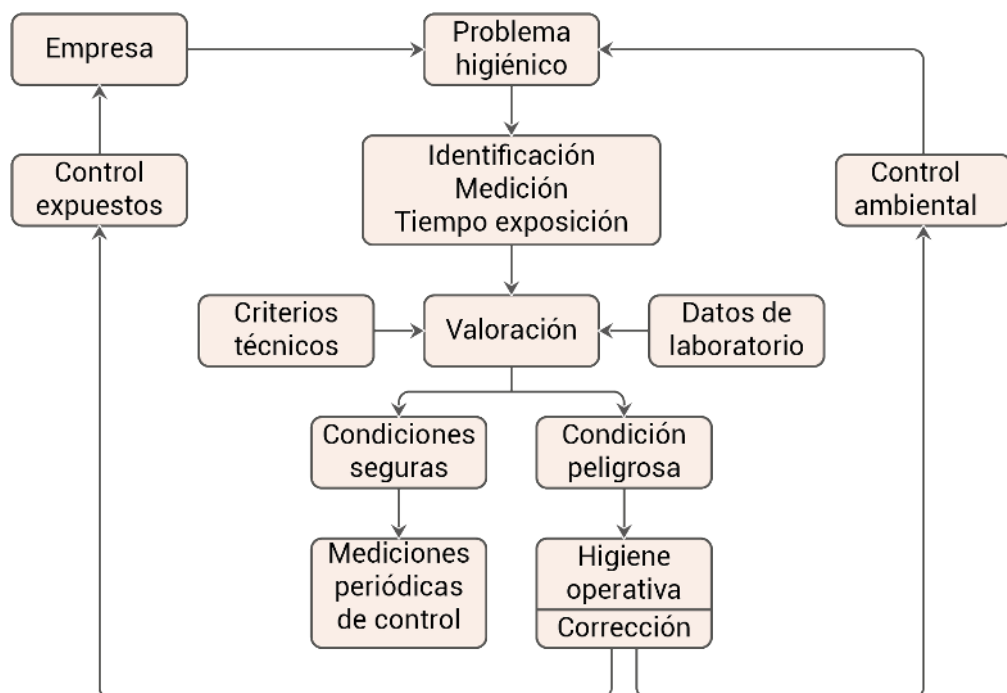 Empresa
Problema
higiénico
Control
expuestos
Identificación
Medición
Tiempo exposición
Control
ambiental
Criterios
técnicos
Valoración
Datos de
laboratorio
Condiciones
seguras
Condición
peligrosa
Mediciones
periódicas
de control
Higiene
operativa
Corrección